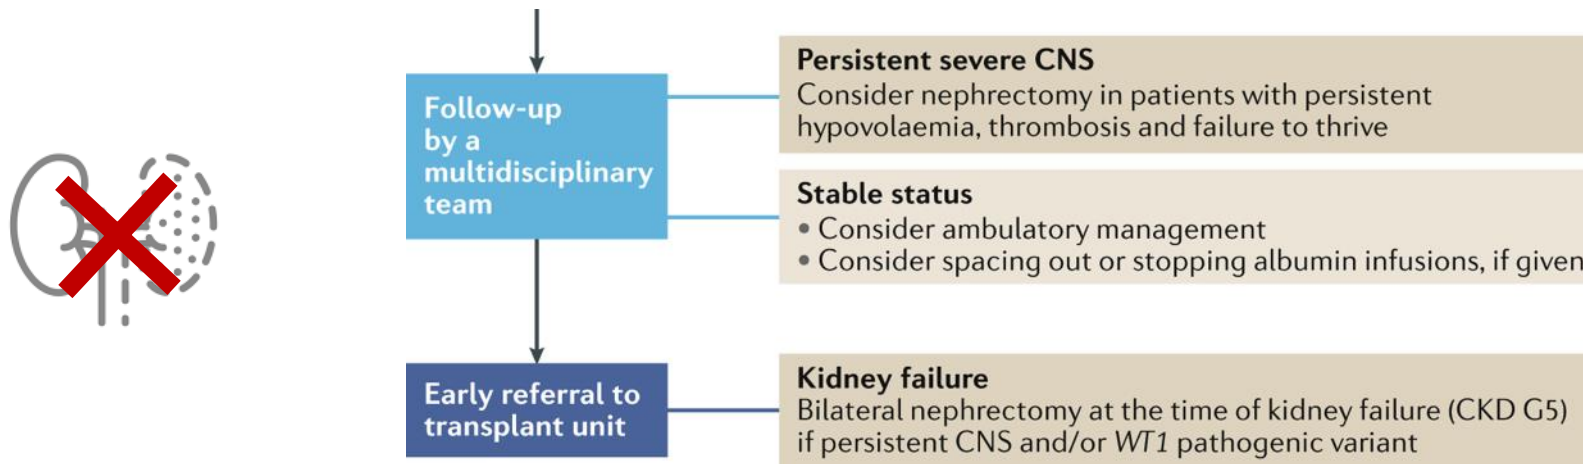 Follow-up
by a
multidisciplinary
team
Persistent severe CNS
Consider nephrectomy in patients with persistent
hypovolaemia, thrombosis and failure to thrive
Stable status
• Consider ambulatory management
• Consider spacing out or stopping albumin infusions, if given
Early referral to
transplant unit
Kidney failure
Bilateral nephrectomy at the time of kidney failure (CKD G5)
if persistent CNS and/or WT1 pathogenic variant